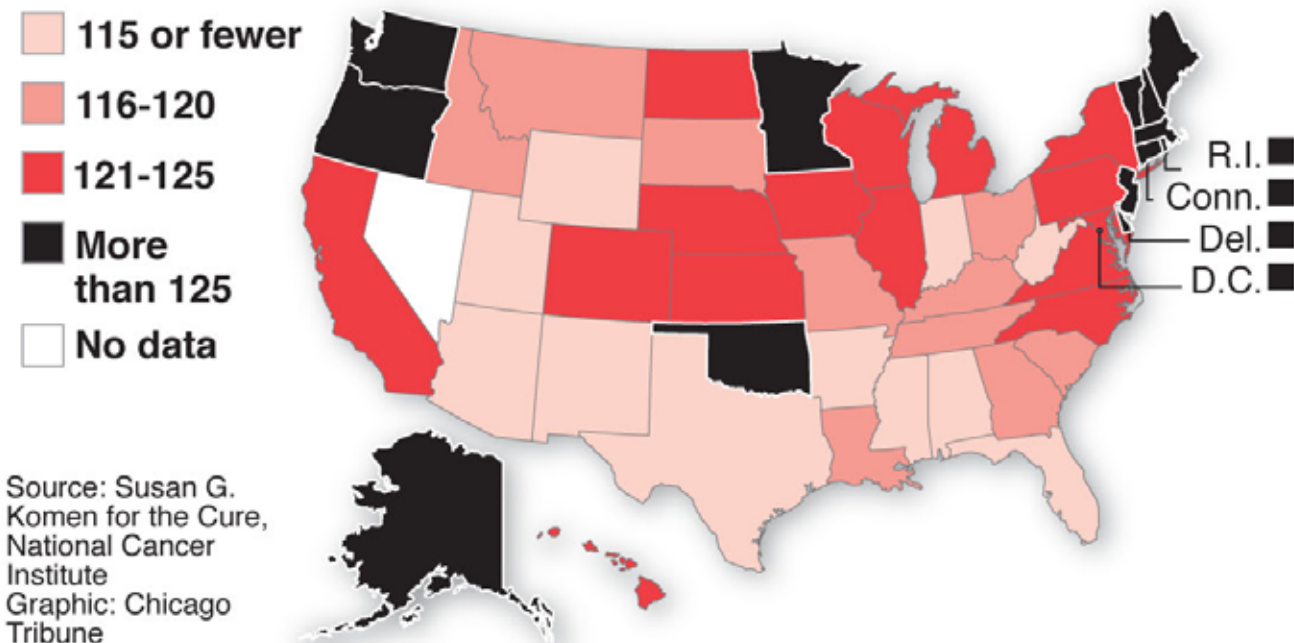 115 or fewer
116-120
121-125
More
than 125
No data
R.I.
Conn.
Del.
D.C.
Source: Susan G.
Komen for the Cure,
National Cancer
Institute
Graphic: Chicago
Tribune